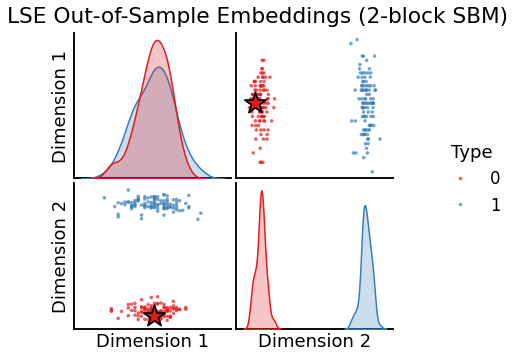 LSE Out-of-Sample Embeddings (2-block SBM)
Dimension 1
Type
0
1
Dimension 2
Dimension 1
Dimension 2